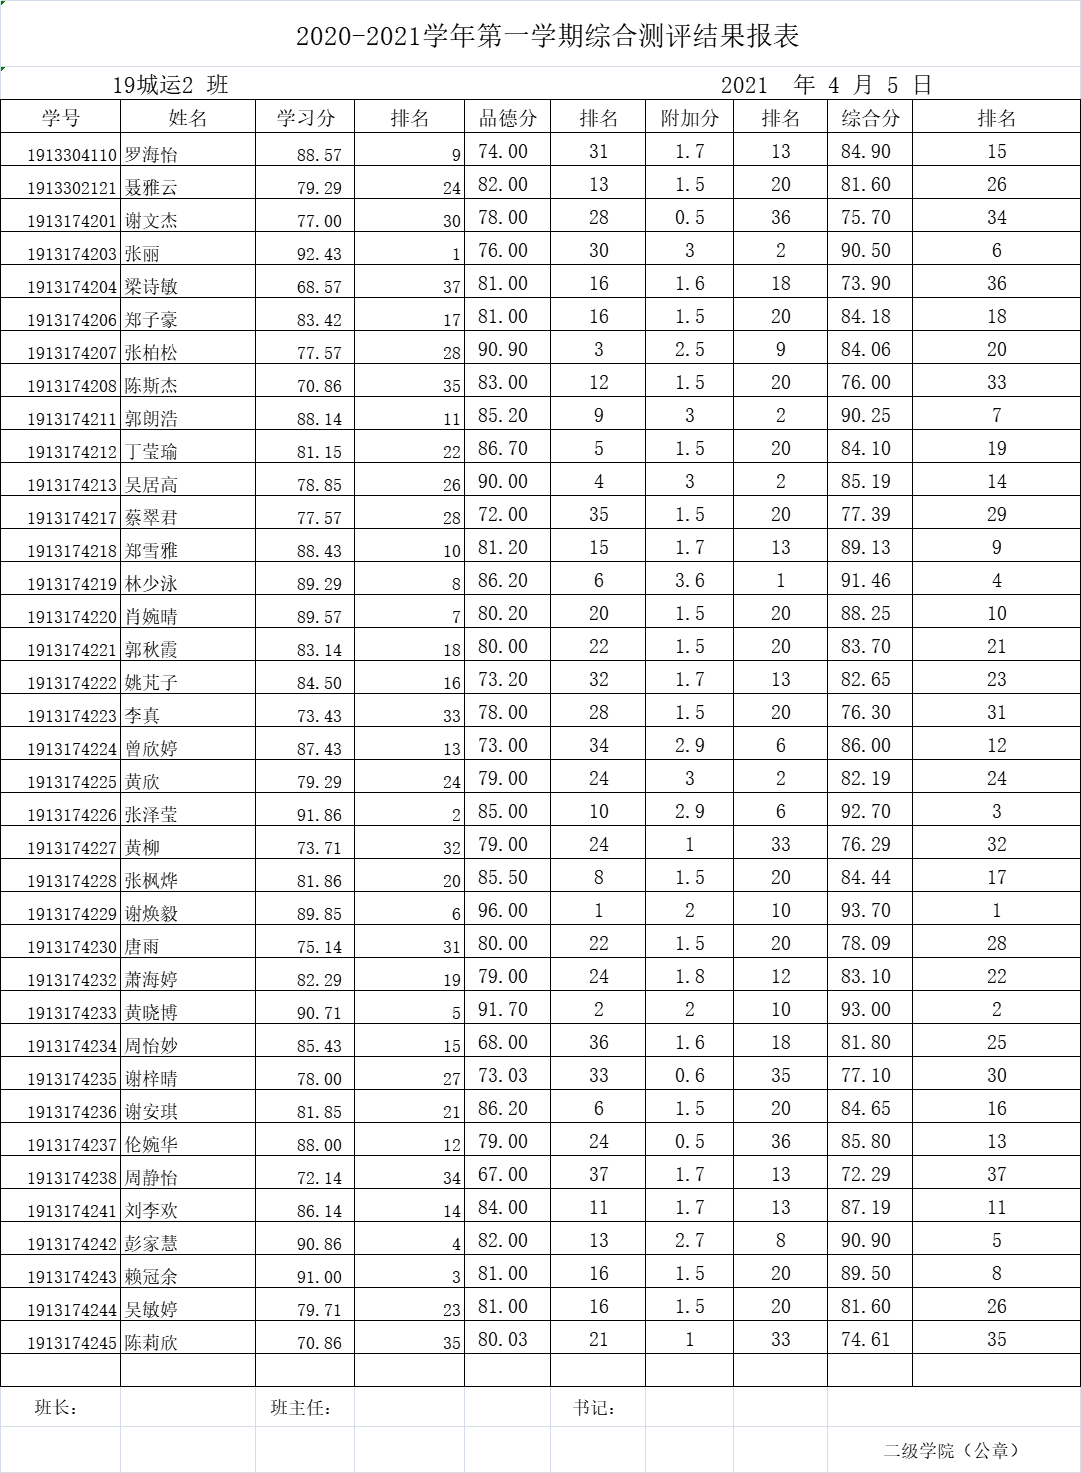 2020-2021学年第一学期综合测评结果报表
19城运2 班 2021 年 4 月 5 日
学号 姓名 学习分 排名 品德分 排名 附加分 排名 综合分 排名
1913304110 罗海怡 88.57 9 74.00 31 1.7 13 84.90 15
1913302121 聂雅云 79.29 24 82.00 13 1.5 20 81.60 26
1913174201 谢文杰 77.00 30 78.00 28 0.5 36 75.70 34
1913174203 张丽 92.43 1 76.00 30 3 2 90.50 6
1913174204 梁诗敏 68.57 37 81.00 16 1.6 18 73.90 36
1913174206 郑子豪 83.42 17 81.00 16 1.5 20 84.18 18
1913174207 张柏松 77.57 28 90.90 3 2.5 9 84.06 20
1913174208 陈斯杰 70.86 35 83.00 12 1.5 20 76.00 33
1913174211 郭朗浩 88.14 11 85.20 9 3 2 90.25 7
1913174212 丁莹瑜 81.15 22 86.70 5 1.5 20 84.10 19
1913174213 吴居高 78.85 26 90.00 4 3 2 85.19 14
1913174217 蔡翠君 77.57 28 72.00 35 1.5 20 77.39 29
1913174218 郑雪雅 88.43 10 81.20 15 1.7 13 89.13 9
1913174219 林少泳 89.29 8 86.20 6 3.6 1 91.46 4
1913174220 肖婉晴 89.57 7 80.20 20 1.5 20 88.25 10
1913174221 郭秋霞 83.14 18 80.00 22 1.5 20 83.70 21
1913174222 姚芃子 84.50 16 73.20 32 1.7 13 82.65 23
1913174223 李真 73.43 33 78.00 28 1.5 20 76.30 31
1913174224 曾欣婷 87.43 13 73.00 34 2.9 6 86.00 12
1913174225 黄欣 79.29 24 79.00 24 3 2 82.19 24
1913174226 张泽莹 91.86 2 85.00 10 2.9 6 92.70 3
1913174227 黄柳 73.71 32 79.00 24 1 33 76.29 32
1913174228 张枫烨 81.86 20 85.50 8 1.5 20 84.44 17
1913174229 谢焕毅 89.85 6 96.00 1 2 10 93.70 1
1913174230 唐雨 75.14 31 80.00 22 1.5 20 78.09 28
1913174232 萧海婷 82.29 19 79.00 24 1.8 12 83.10 22
1913174233 黄晓博 90.71 5 91.70 2 2 10 93.00 2
1913174234 周怡妙 85.43 15 68.00 36 1.6 18 81.80 25
1913174235 谢梓晴 78.00 27 73.03 33 0.6 35 77.10 30
1913174236 谢安琪 81.85 21 86.20 6 1.5 20 84.65 16
1913174237 伦婉华 88.00 12 79.00 24 0.5 36 85.80 13
1913174238 周静怡 72.14 34 67.00 37 1.7 13 72.29 37
1913174241 刘李欢 86.14 14 84.00 11 1.7 13 87.19 11
1913174242 彭家慧 90.86 4 82.00 13 2.7 8 90.90 5
1913174243 赖冠余 91.00 3 81.00 16 1.5 20 89.50 8
1913174244 吴敏婷 79.71 23 81.00 16 1.5 20 81.60 26
1913174245 陈莉欣 70.86 35 80.03 21 1 33 74.61 35
班长： 班主任： 书记：
二级学院（公章）